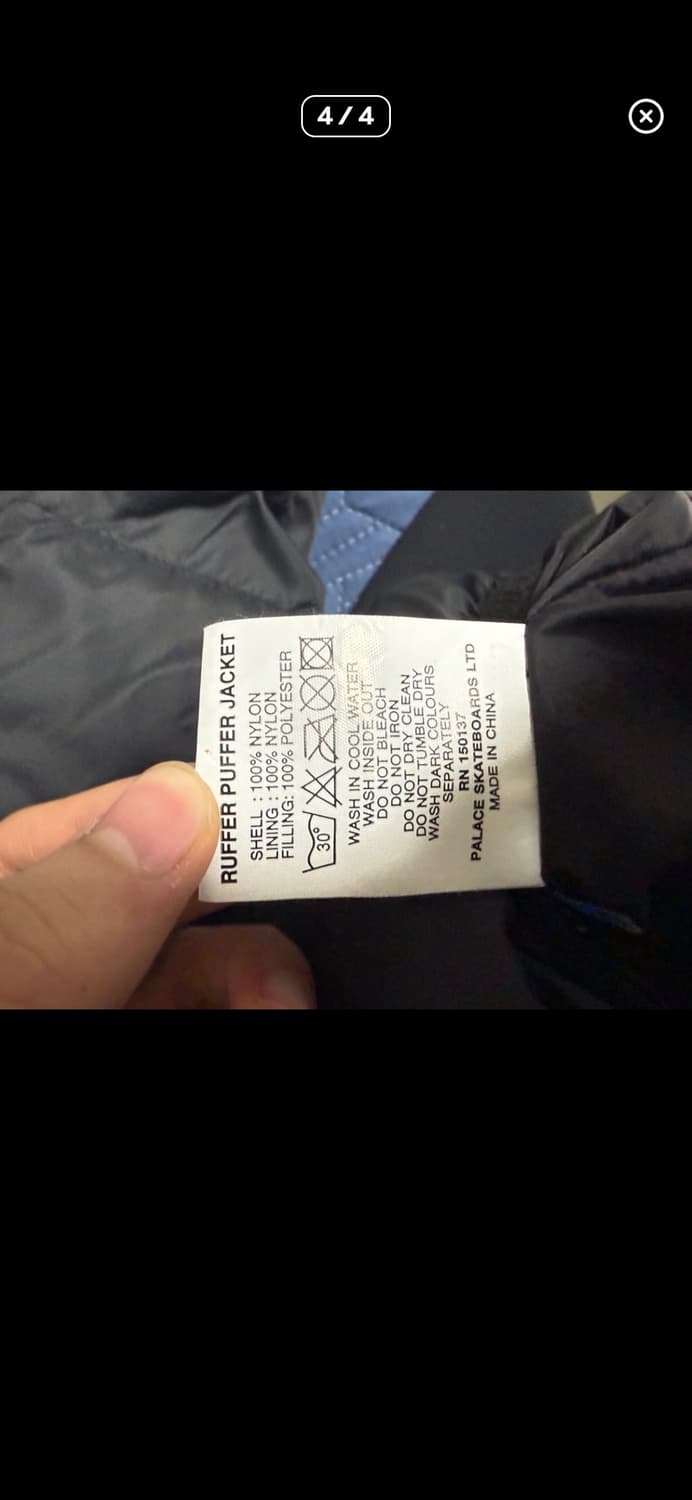 4/4
RUFFER PUFFER JACKET
SHELL : 100% NYLON
LINING : 100% NYLON
FILLING: 100% POLYESTER
30°
WASH IN COOL WATER
WASH INSIDE OUT
DO NOT BLEACH
DO NOT IRON
DO NOT DRY CLEAN
DO NOT TUMBLE DRY
WASH DARK COLOURS
SEPARATELY
RN 150137
PALACE SKATEBOARDS LTD
MADE IN CHINA